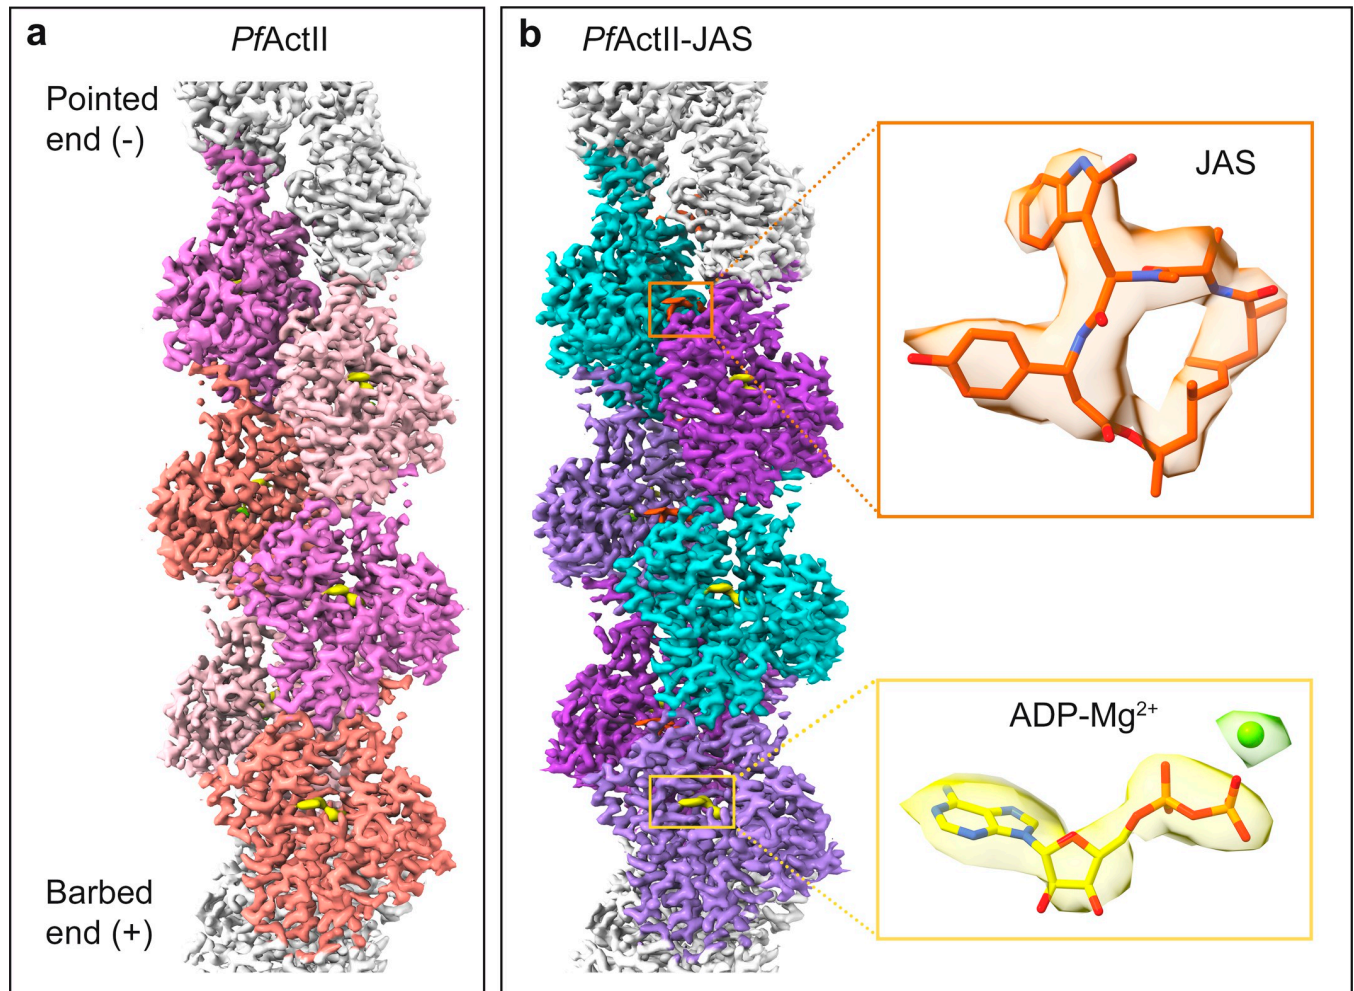 a
PfActII
Pointed
end (-)
Barbed
end (+)
b
PfActII-JAS
JAS
ADP-Mg²⁺